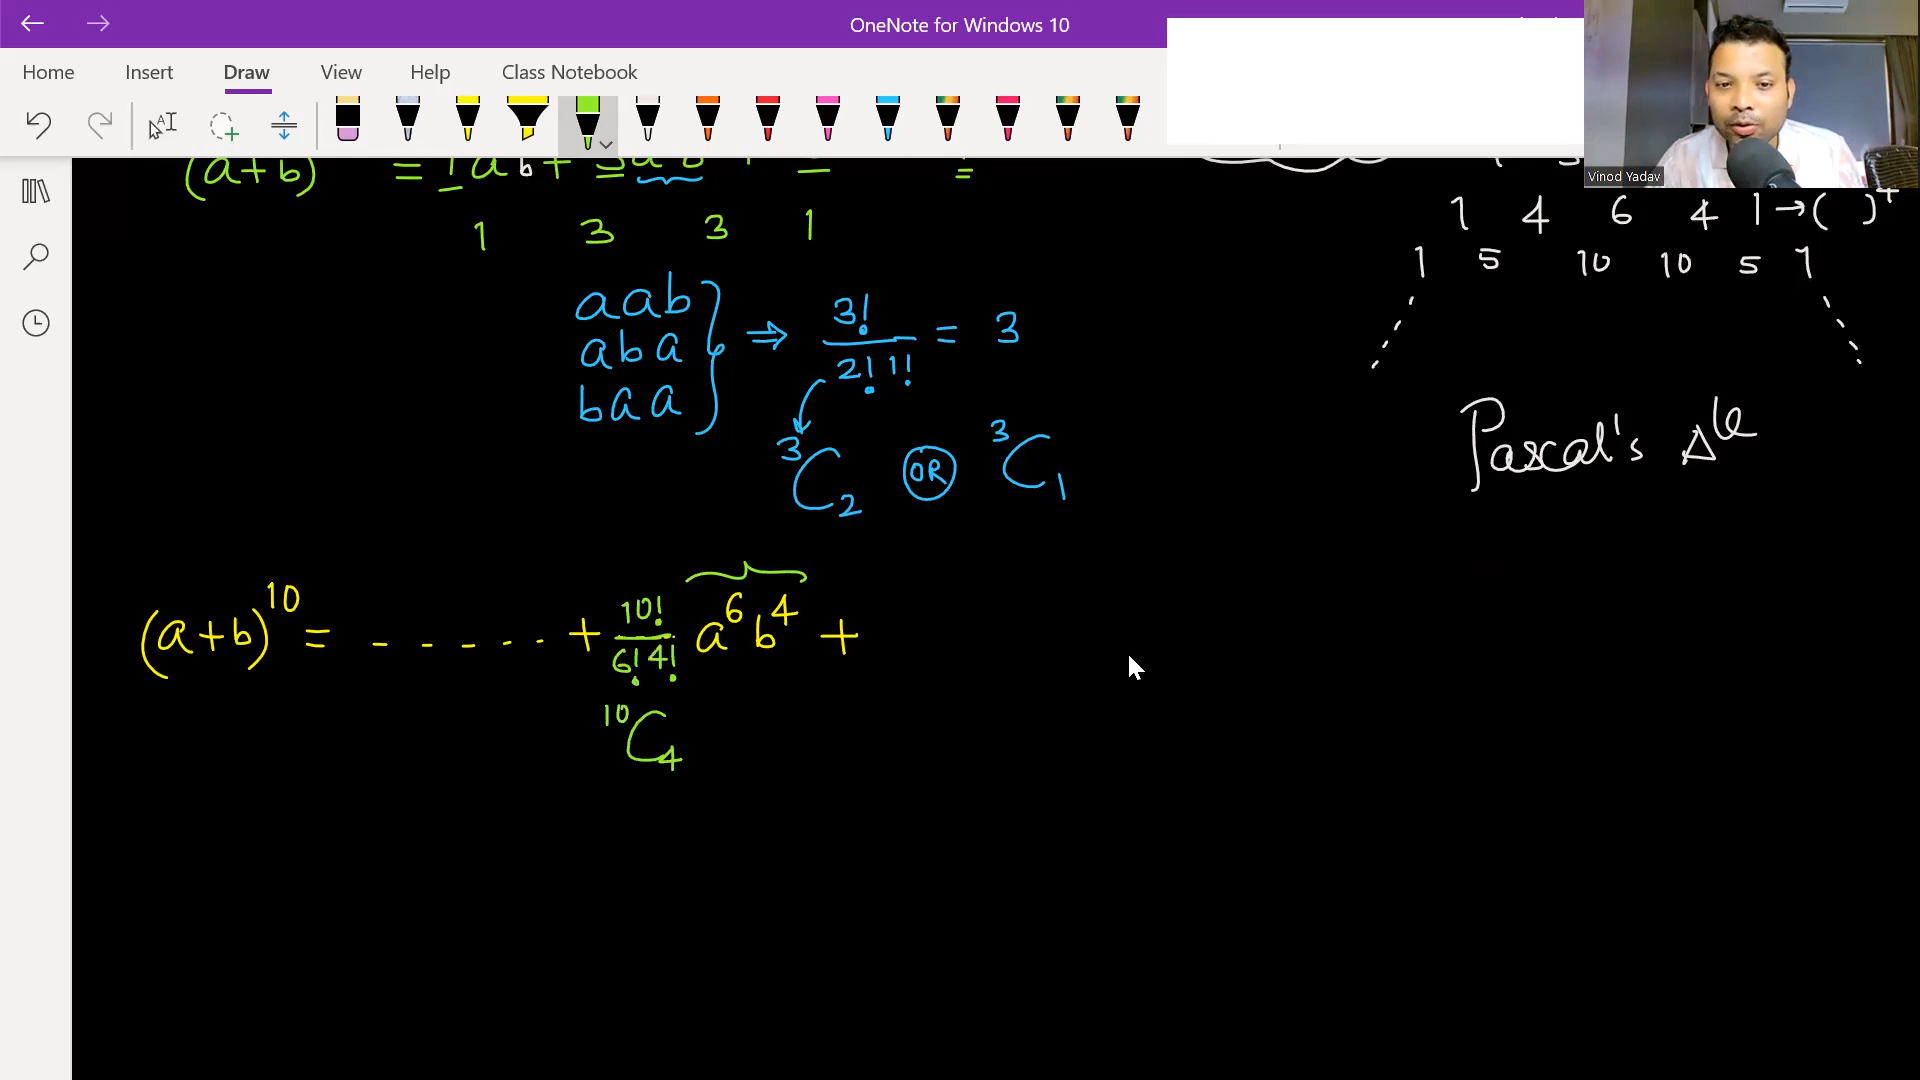 OneNote for Windows 10
Home Insert Draw View Help Class Notebook
Vinod Yadav
(a+b) =
1 3 3 1
1 4 6 4 1 → ( )⁴
1 5 10 10 5 1
aab
aba
baa
⇒ 3!/2!1! = 3
³C₂ OR ³C₁
Pascal's Δle
(a+b)¹⁰ = - - - - - + 10!/6!4! a⁶b⁴ +
¹⁰C₄